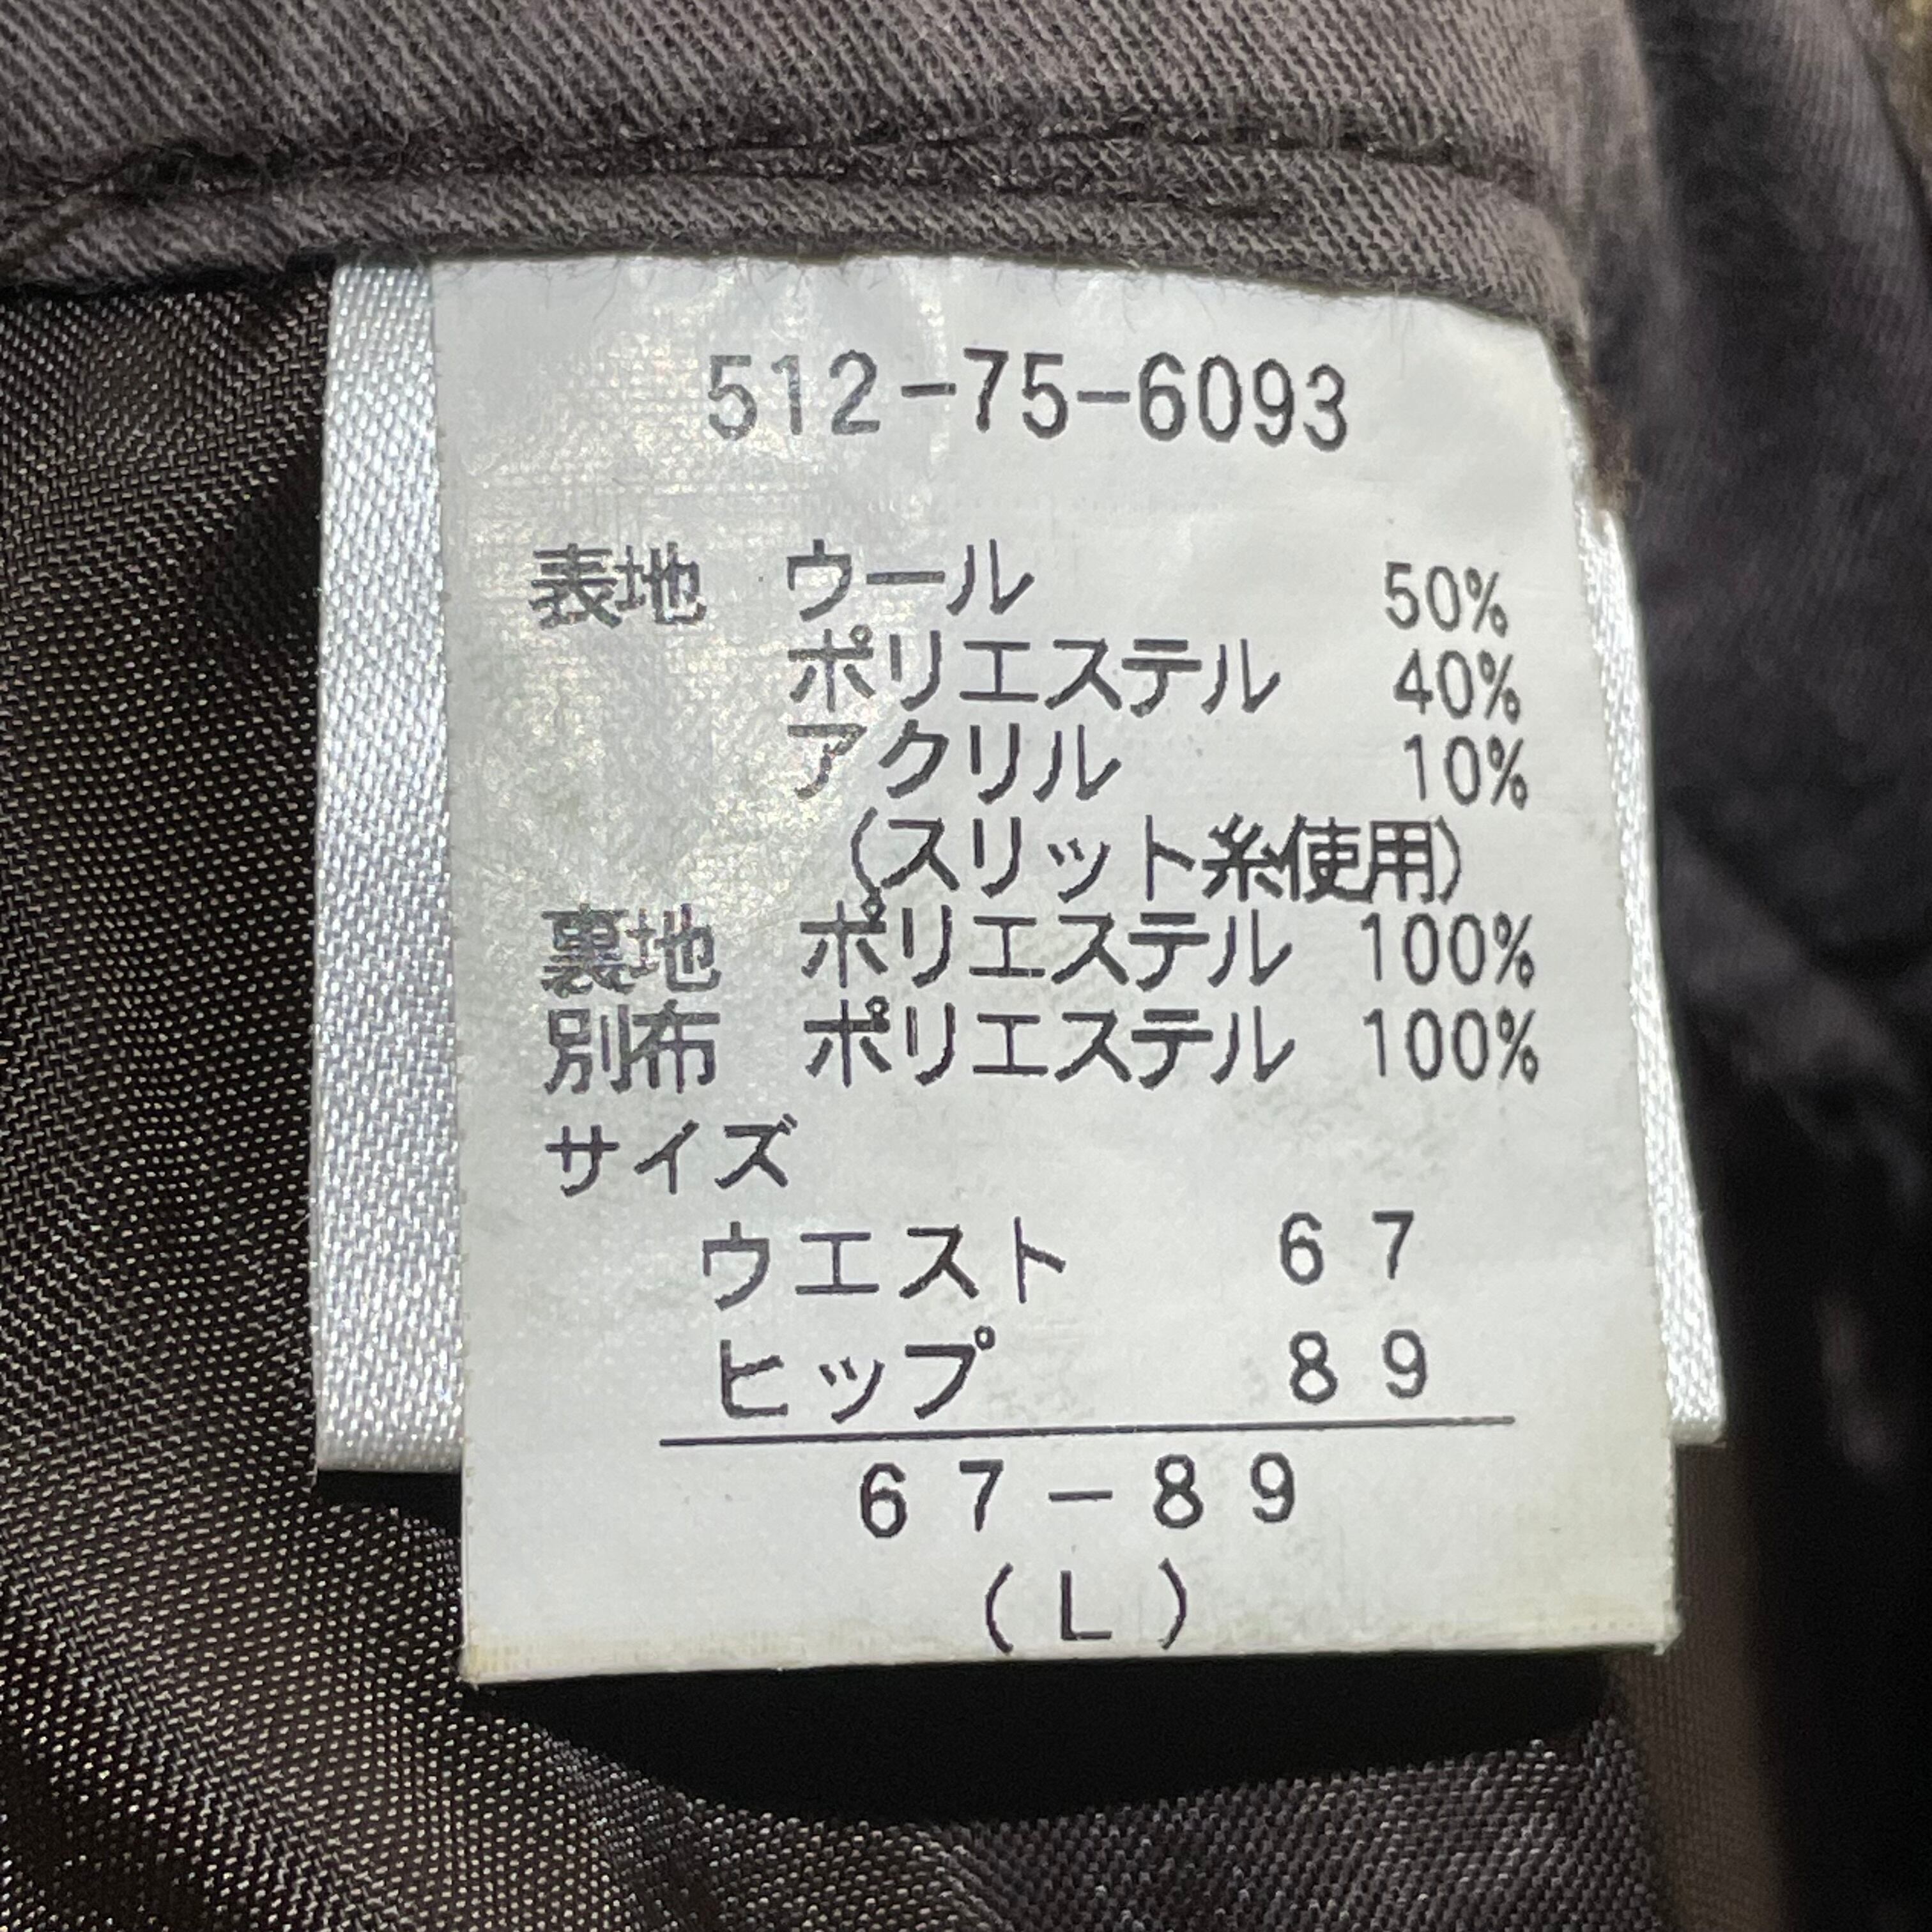 512-75-6093
表地 ウール 50%
ポリエステル 40%
アクリル 10%
(スリット糸使用)
裏地 ポリエステル 100%
別布 ポリエステル 100%
サイズ
ウエスト 67
ヒップ 89
67-89
(L)